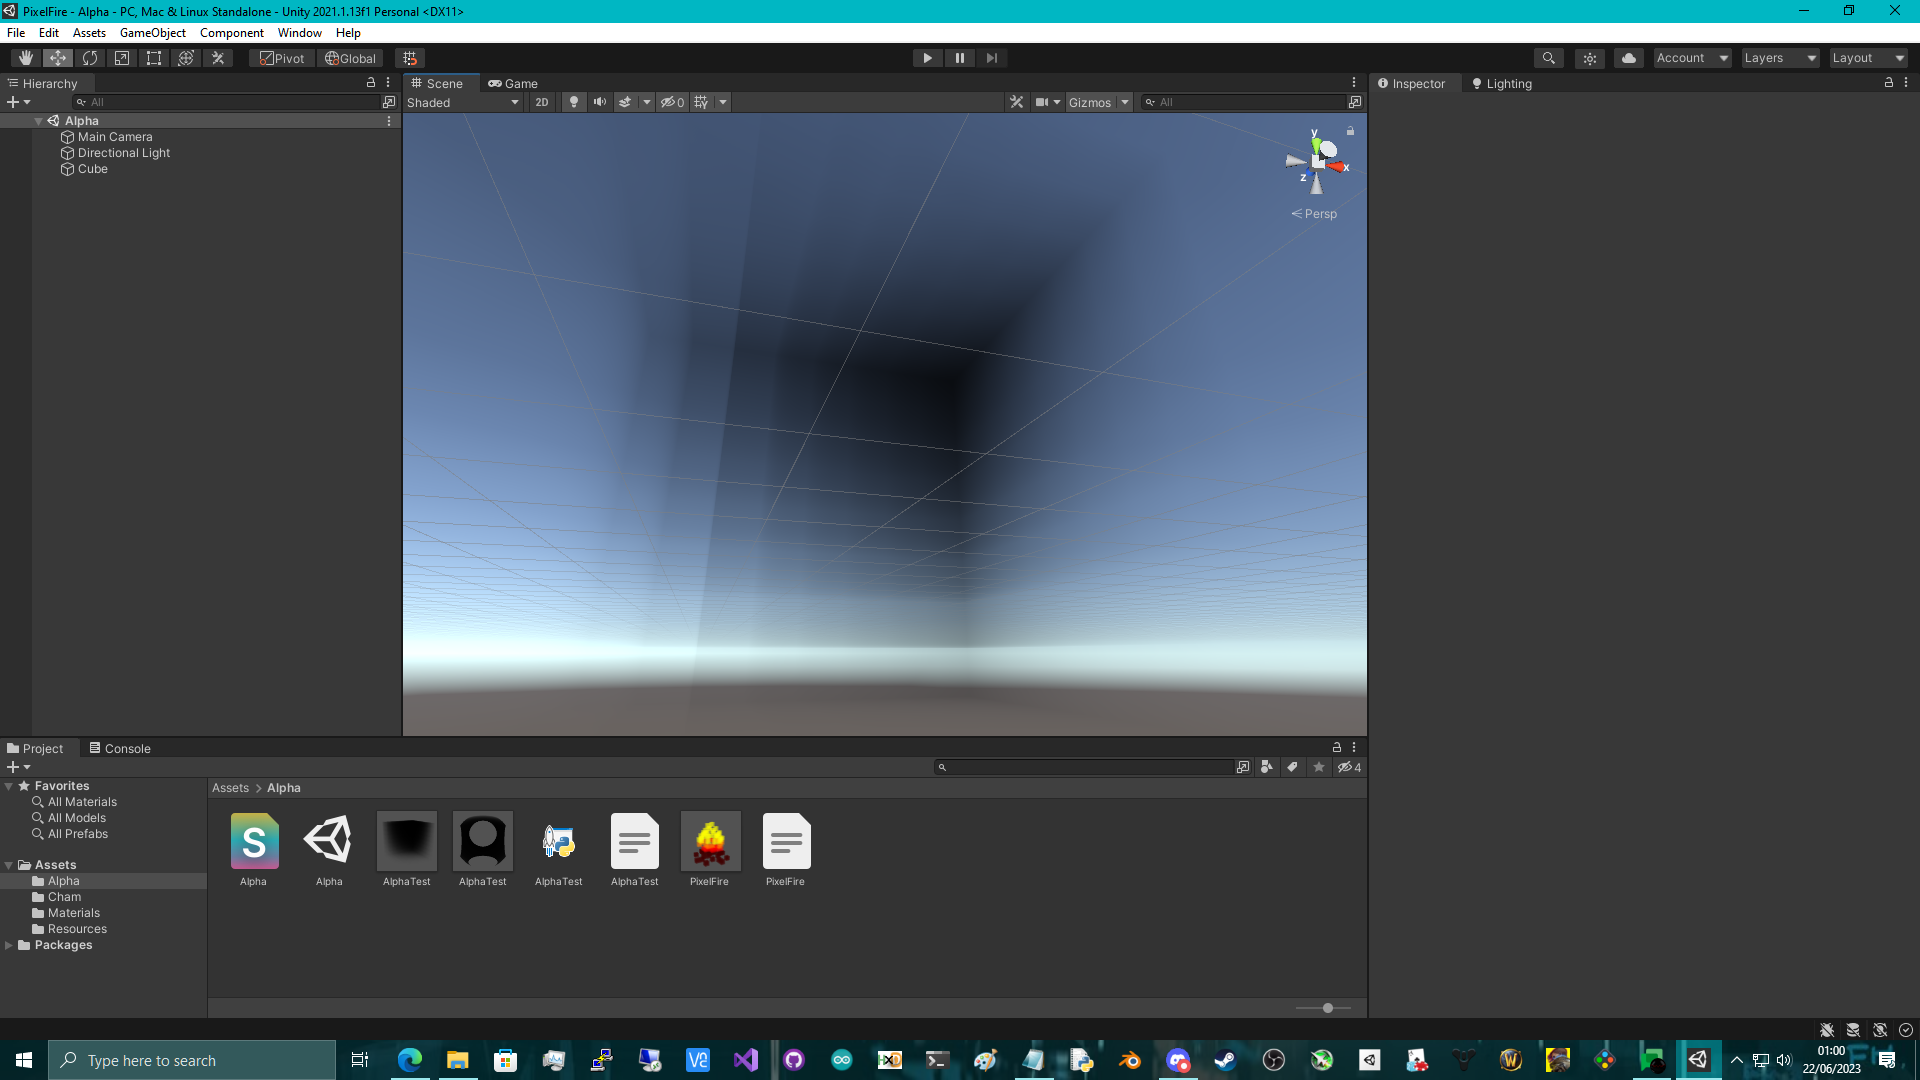 PixelFire - Alpha - PC, Mac & Linux Standalone - Unity 2021.1.13f1 Personal <DX11>
File Edit Assets GameObject Component Window Help
Pivot Global Account Layers Layout
Hierarchy
All
Alpha
Main Camera
Directional Light
Cube
Scene Game
Shaded 2D 0 Gizmos All
y
x
z
Persp
Inspector Lighting
Project Console
4
Favorites
All Materials
All Models
All Prefabs
Assets
Alpha
Cham
Materials
Resources
Packages
Assets > Alpha
S
Alpha Alpha AlphaTest AlphaTest AlphaTest AlphaTest PixelFire PixelFire
Type here to search
01:00
22/06/2023